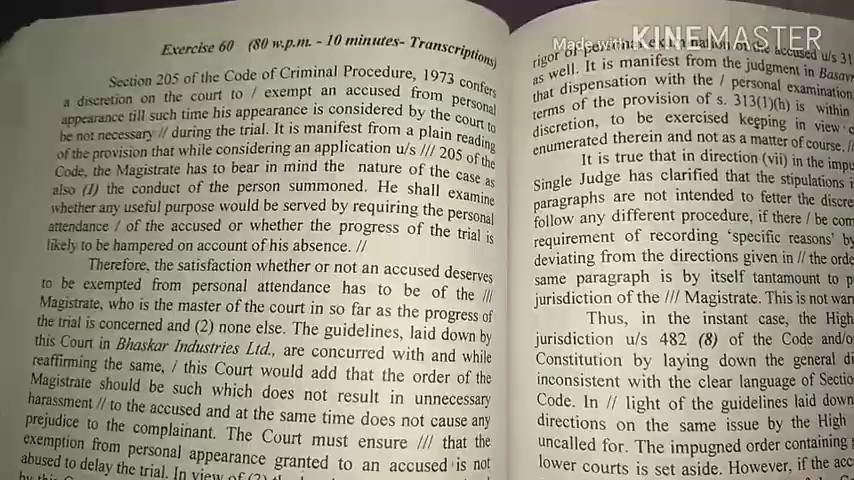 Exercise 60 (80 w.p.m. - 10 minutes- Transcriptions)
Section 205 of the Code of Criminal Procedure, 1973 confers
a discretion on the court to / exempt an accused from personal
appearance till such time his appearance is considered by the court to
be not necessary // during the trial. It is manifest from a plain reading
of the provision that while considering an application u/s /// 205 of the
Code, the Magistrate has to bear in mind the nature of the case as
also (1) the conduct of the person summoned. He shall examine
whether any useful purpose would be served by requiring the personal
attendance / of the accused or whether the progress of the trial is
likely to be hampered on account of his absence. //
Therefore, the satisfaction whether or not an accused deserves
to be exempted from personal attendance has to be of the ///
Magistrate, who is the master of the court in so far as the progress of
the trial is concerned and (2) none else. The guidelines, laid down by
this Court in Bhaskar Industries Ltd., are concurred with and while
reaffirming the same, / this Court would add that the order of the
Magistrate should be such which does not result in unnecessary
harassment // to the accused and at the same time does not cause any
prejudice to the complainant. The Court must ensure /// that the
exemption from personal appearance granted to an accused is not
abused to delay the trial. In view of
Made with KINEMASTER
rigor of personal examination on the accused u/s 31
as well. It is manifest from the judgment in Basavr
that dispensation with the / personal examination
terms of the provision of s. 313(1)(h) is within
discretion, to be exercised keeping in view c
enumerated therein and not as a matter of course. //
It is true that in direction (vii) in the impu
Single Judge has clarified that the stipulations i
paragraphs are not intended to fetter the discre
follow any different procedure, if there / be com
requirement of recording 'specific reasons' by
deviating from the directions given in // the orde
same paragraph is by itself tantamount to p
jurisdiction of the /// Magistrate. This is not warr
Thus, in the instant case, the High
jurisdiction u/s 482 (8) of the Code and/o
Constitution by laying down the general di
inconsistent with the clear language of Sectio
Code. In // light of the guidelines laid down
directions on the same issue by the High
uncalled for. The impugned order containing
lower courts is set aside. However, if the acc